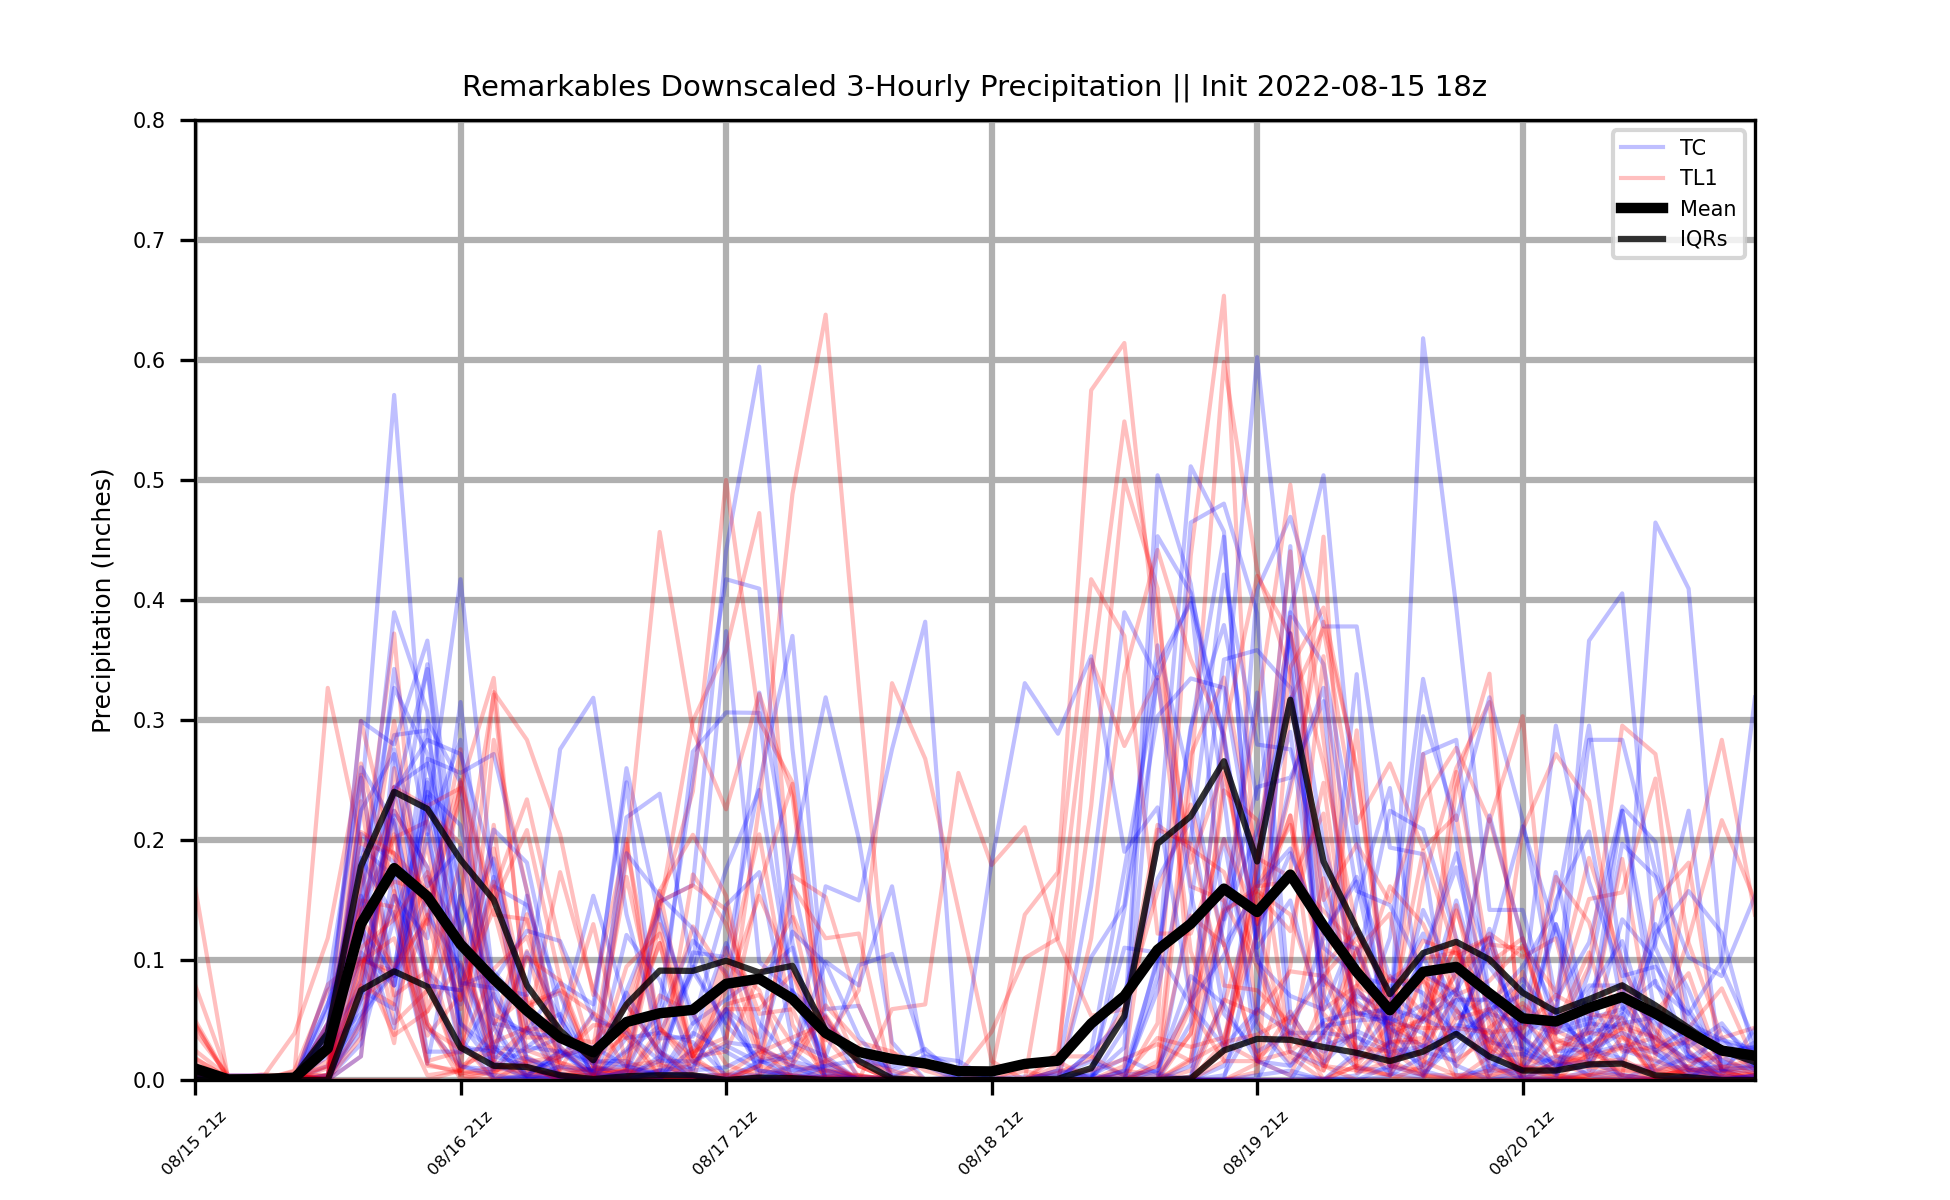 Remarkables Downscaled 3-Hourly Precipitation || Init 2022-08-15 18z
Precipitation (Inches)
0.8
0.7
0.6
0.5
0.4
0.3
0.2
0.1
0.0
TC
TL1
Mean
IQRs
08/15 21z
08/16 21z
08/17 21z
08/18 21z
08/19 21z
08/20 21z